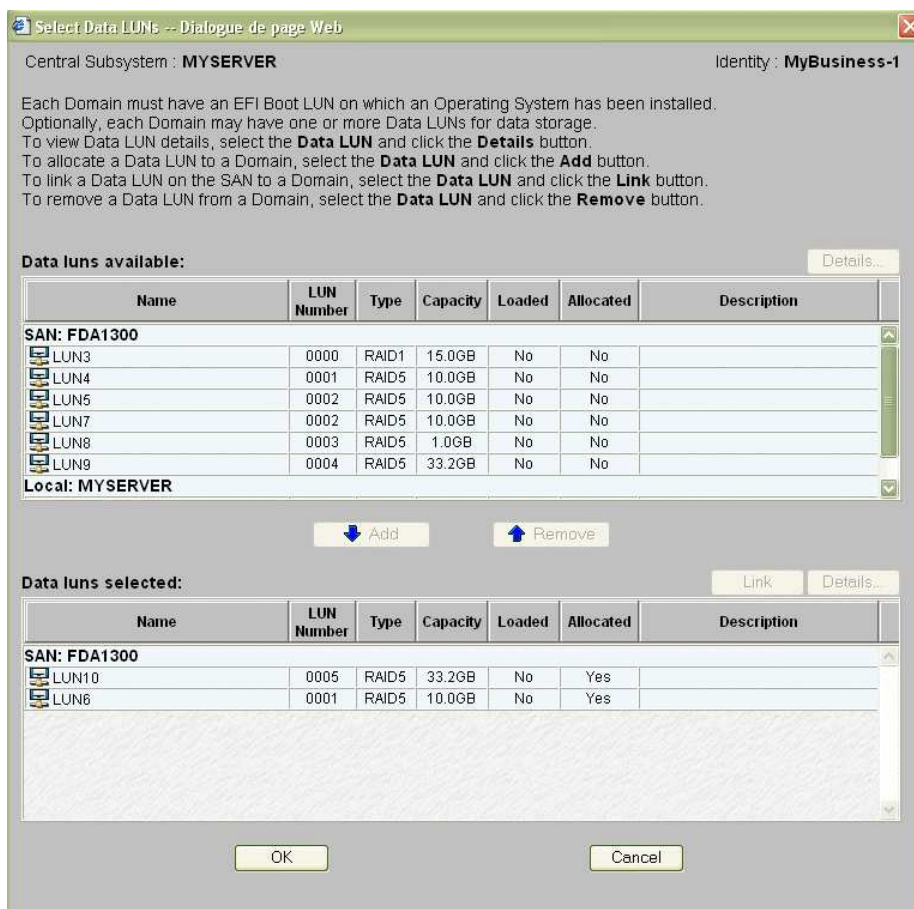 Select Data LUNs -- Dialogue de page Web
Central Subsystem : MYSERVER Identity : MyBusiness-1
Each Domain must have an EFI Boot LUN on which an Operating System has been installed.
Optionally, each Domain may have one or more Data LUNs for data storage.
To view Data LUN details, select the Data LUN and click the Details button.
To allocate a Data LUN to a Domain, select the Data LUN and click the Add button.
To link a Data LUN on the SAN to a Domain, select the Data LUN and click the Link button.
To remove a Data LUN from a Domain, select the Data LUN and click the Remove button.
Data luns available: Details...
Name LUN Number Type Capacity Loaded Allocated Description
SAN: FDA1300
LUN3 0000 RAID1 15.0GB No No
LUN4 0001 RAID5 10.0GB No No
LUN5 0002 RAID5 10.0GB No No
LUN7 0002 RAID5 10.0GB No No
LUN8 0003 RAID5 1.0GB No No
LUN9 0004 RAID5 33.2GB No No
Local: MYSERVER
Add Remove
Data luns selected: Link Details...
Name LUN Number Type Capacity Loaded Allocated Description
SAN: FDA1300
LUN10 0005 RAID5 33.2GB No Yes
LUN6 0001 RAID5 10.0GB No Yes
OK Cancel